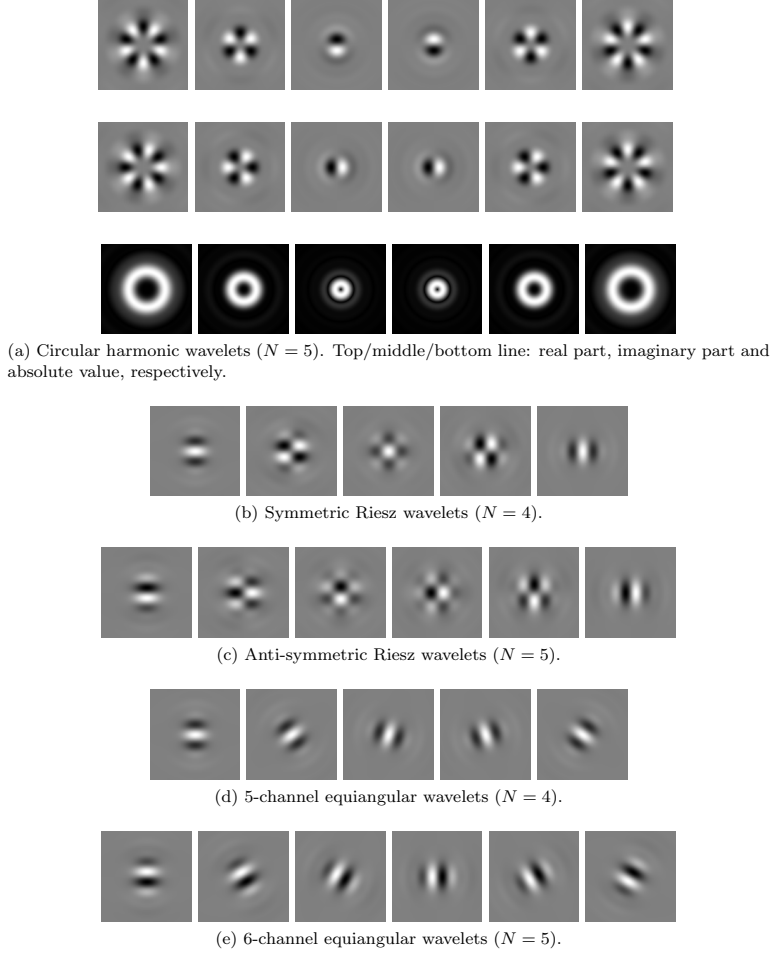 (a) Circular harmonic wavelets (N = 5). Top/middle/bottom line: real part, imaginary part and
absolute value, respectively.
(b) Symmetric Riesz wavelets (N = 4).
(c) Anti-symmetric Riesz wavelets (N = 5).
(d) 5-channel equiangular wavelets (N = 4).
(e) 6-channel equiangular wavelets (N = 5).